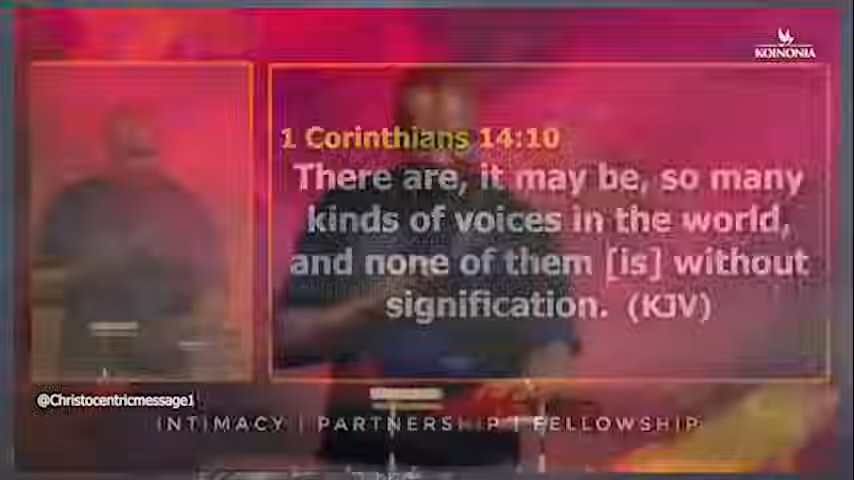 KOINONIA
1 Corinthians 14:10
There are, it may be, so many
kinds of voices in the world,
and none of them [is] without
signification. (KJV)
@Christocentricmessage1
INTIMACY | PARTNERSHIP | FELLOWSHIP